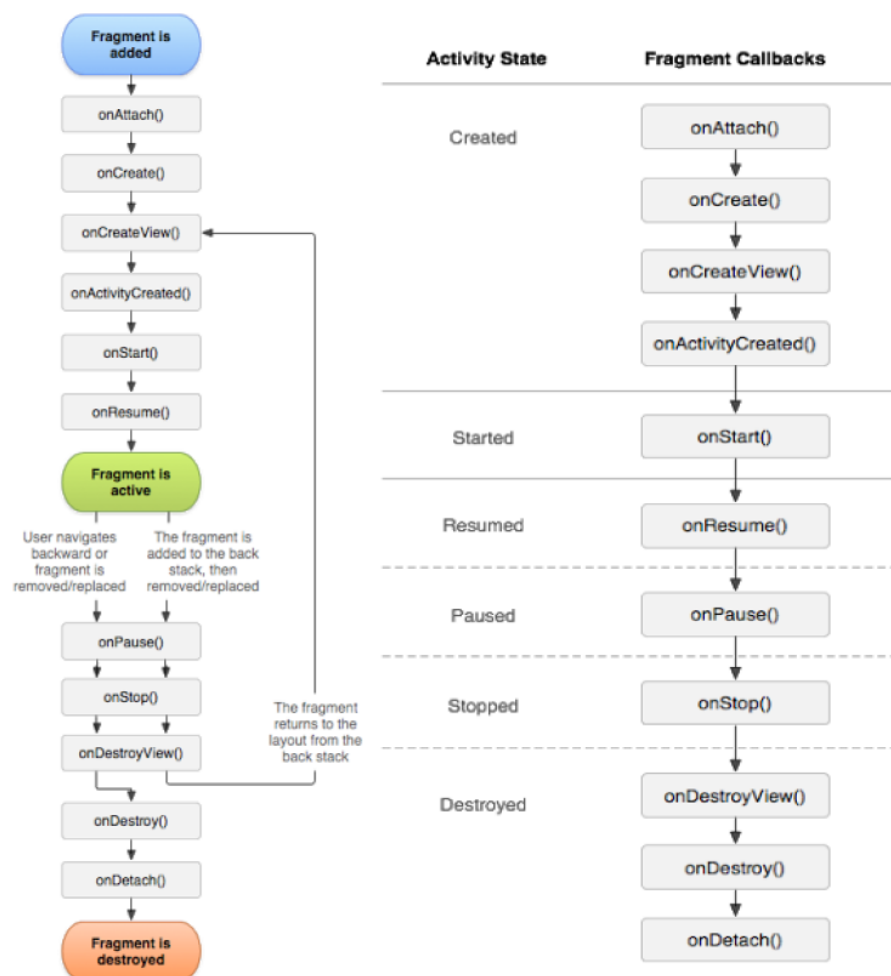 Fragment is
added
onAttach()
onCreate()
onCreateView()
onActivityCreated()
onStart()
onResume()
Fragment is
active
User navigates
backward or
fragment is
removed/replaced
The fragment is
added to the back
stack, then
removed/replaced
onPause()
onStop()
onDestroyView()
The fragment
returns to the
layout from the
back stack
onDestroy()
onDetach()
Fragment is
destroyed
Activity State
Fragment Callbacks
Created
onAttach()
onCreate()
onCreateView()
onActivityCreated()
Started
onStart()
Resumed
onResume()
Paused
onPause()
Stopped
onStop()
Destroyed
onDestroyView()
onDestroy()
onDetach()